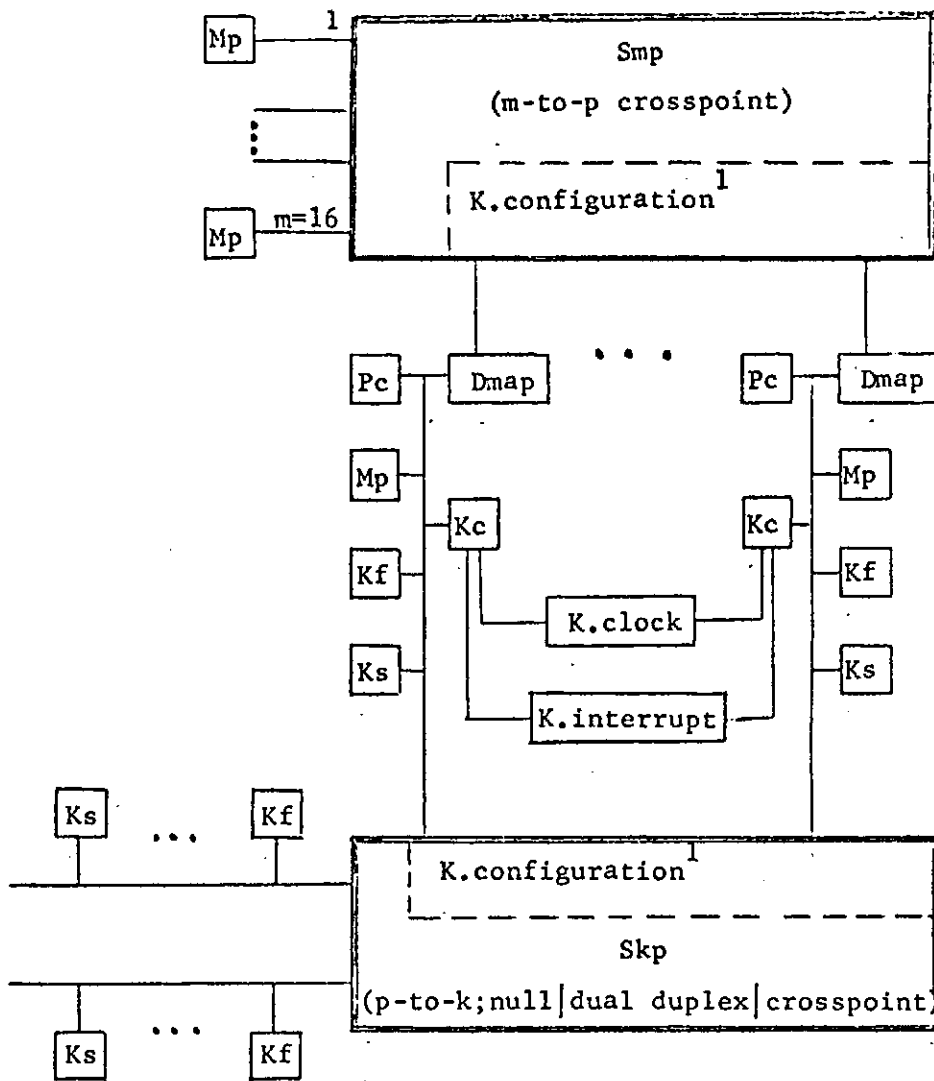 Mp 1
Smp
(m-to-p crosspoint)
K.configuration1
Mp m=16
Pc Dmap Pc Dmap
Mp Mp
Kc Kc
Kf Kf
K.clock
Ks Ks
K.interrupt
Ks Kf
K.configuration1
Skp
(p-to-k;null|dual duplex|crosspoint)
Ks Kf